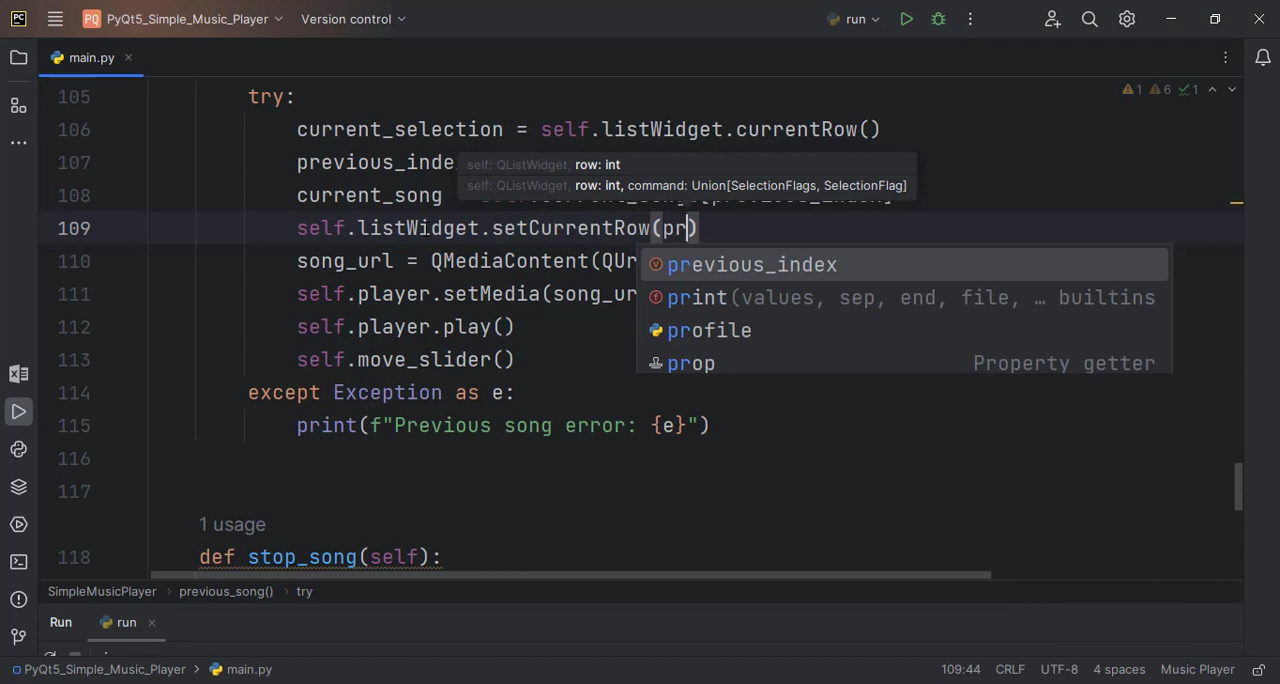 PC PQ PyQt5_Simple_Music_Player Version control run
main.py
105 try: 1 6 1
106 current_selection = self.listWidget.currentRow()
107 previous_inde
self: QListWidget, row: int
self: QListWidget, row: int, command: Union[SelectionFlags, SelectionFlag]
108 current_song
109 self.listWidget.setCurrentRow(pr)
previous_index
print(values, sep, end, file, … builtins
profile
prop Property getter
110 song_url = QMediaContent(QUr
111 self.player.setMedia(song_ur
112 self.player.play()
113 self.move_slider()
114 except Exception as e:
115 print(f"Previous song error: {e}")
116
117
1 usage
118 def stop_song(self):
SimpleMusicPlayer › previous_song() › try
Run run
PyQt5_Simple_Music_Player › main.py 109:44 CRLF UTF-8 4 spaces Music Player